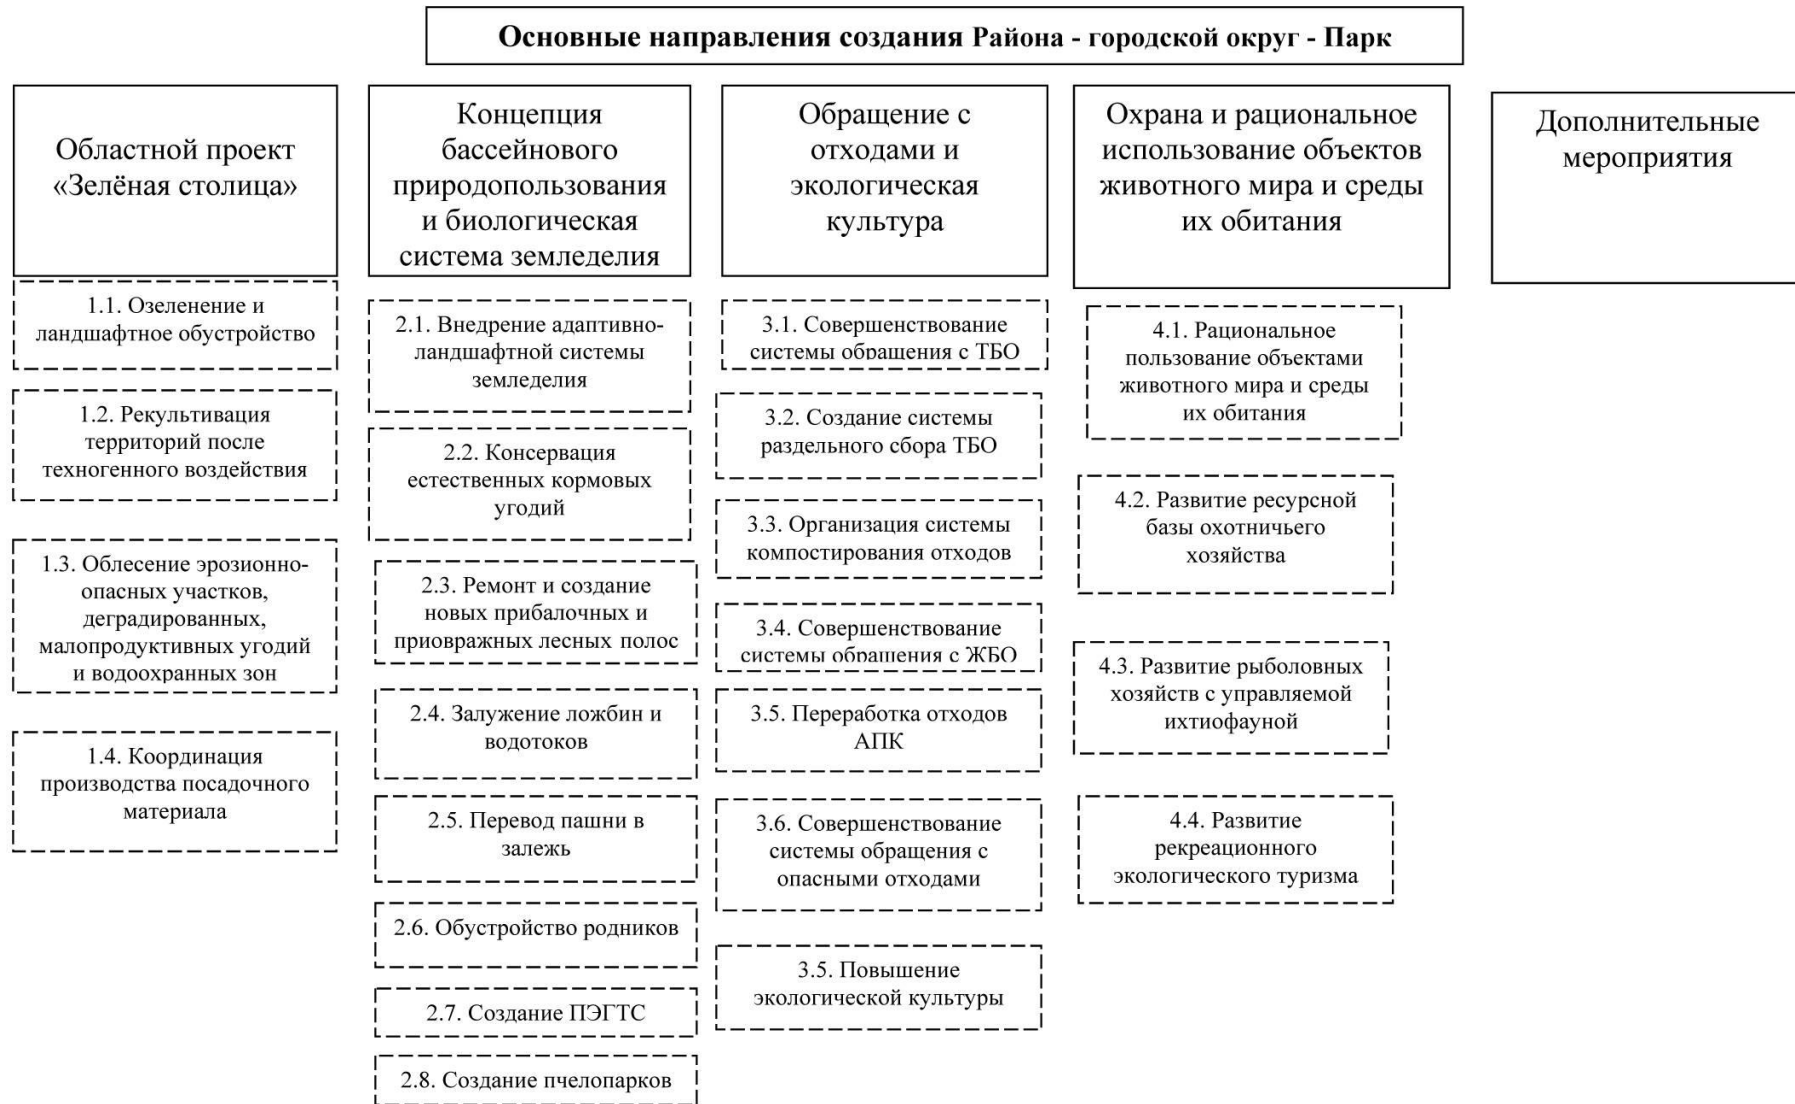 Основные направления создания Района - городской округ - Парк
Областной проект
«Зелёная столица»
1.1. Озеленение и
ландшафтное обустройство
1.2. Рекультивация
территорий после
техногенного воздействия
1.3. Облесение эрозионно-
опасных участков,
деградированных,
малопродуктивных угодий
и водоохранных зон
1.4. Координация
производства посадочного
материала
Концепция
бассейнового
природопользования
и биологическая
система земледелия
2.1. Внедрение адаптивно-
ландшафтной системы
земледелия
2.2. Консервация
естественных кормовых
угодий
2.3. Ремонт и создание
новых прибалочных и
приовражных лесных полос
2.4. Залужение ложбин и
водотоков
2.5. Перевод пашни в
залежь
2.6. Обустройство родников
2.7. Создание ПЭГТС
2.8. Создание пчелопарков
Обращение с
отходами и
экологическая
культура
3.1. Совершенствование
системы обращения с ТБО
3.2. Создание системы
раздельного сбора ТБО
3.3. Организация системы
компостирования отходов
3.4. Совершенствование
системы обращения с ЖБО
3.5. Переработка отходов
АПК
3.6. Совершенствование
системы обращения с
опасными отходами
3.5. Повышение
экологической культуры
Охрана и рациональное
использование объектов
животного мира и среды
их обитания
4.1. Рациональное
пользование объектами
животного мира и среды
их обитания
4.2. Развитие ресурсной
базы охотничьего
хозяйства
4.3. Развитие рыболовных
хозяйств с управляемой
ихтиофауной
4.4. Развитие
рекреационного
экологического туризма
Дополнительные
мероприятия